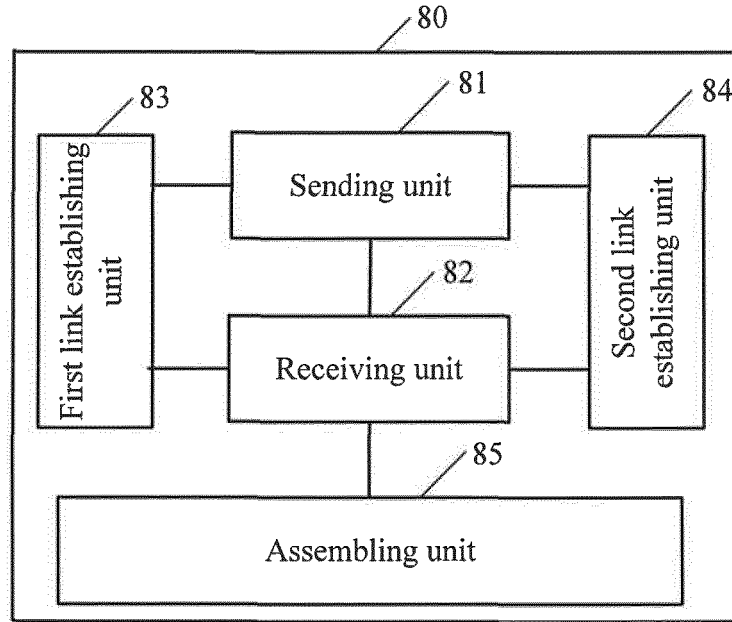 80
83
81
84
First link establishing
unit
Sending unit
Second link
establishing unit
82
Receiving unit
85
Assembling unit